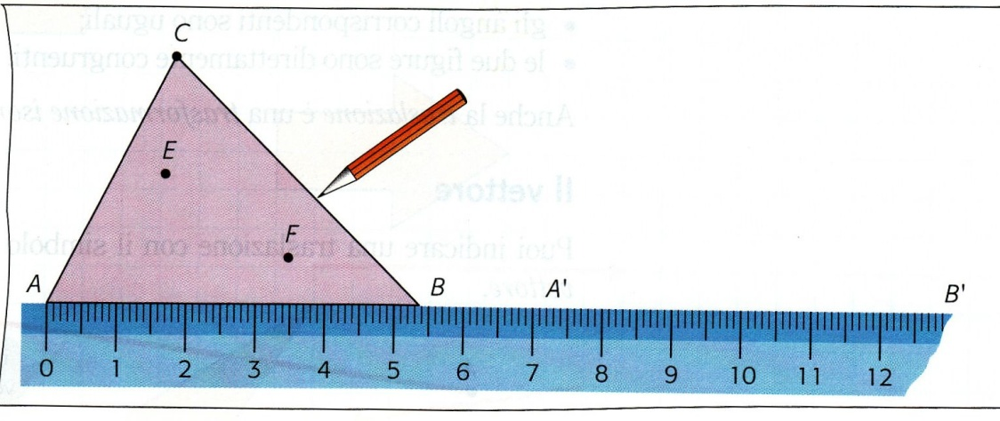 C
E
F
A B A' B'
0 1 2 3 4 5 6 7 8 9 10 11 12
gli angoli corrispondenti sono uguali;
le due figure sono direttamente congruenti.
Anche la traslazione è una trasformazione
Il vettore
Puoi indicare una traslazione con il simbolo